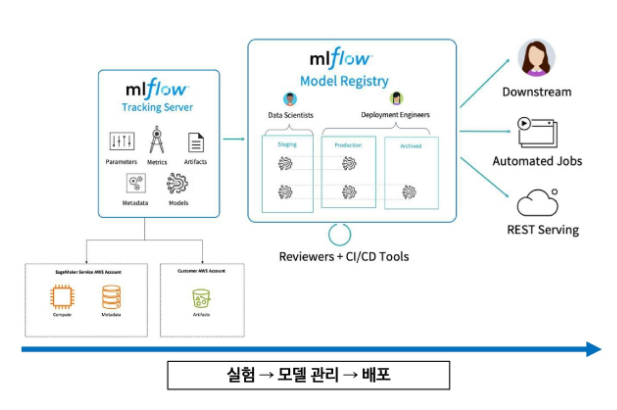 mlflow
Tracking Server
Parameters
Metrics
Artifacts
Metadata
Models
SageMaker Service AWS Account
Compute
Metadata
Customer AWS Account
Artifacts
mlflow
Model Registry
Data Scientists
Deployment Engineers
Staging
Production
Archived
Reviewers + CI/CD Tools
Downstream
Automated Jobs
REST Serving
실험 → 모델 관리 → 배포